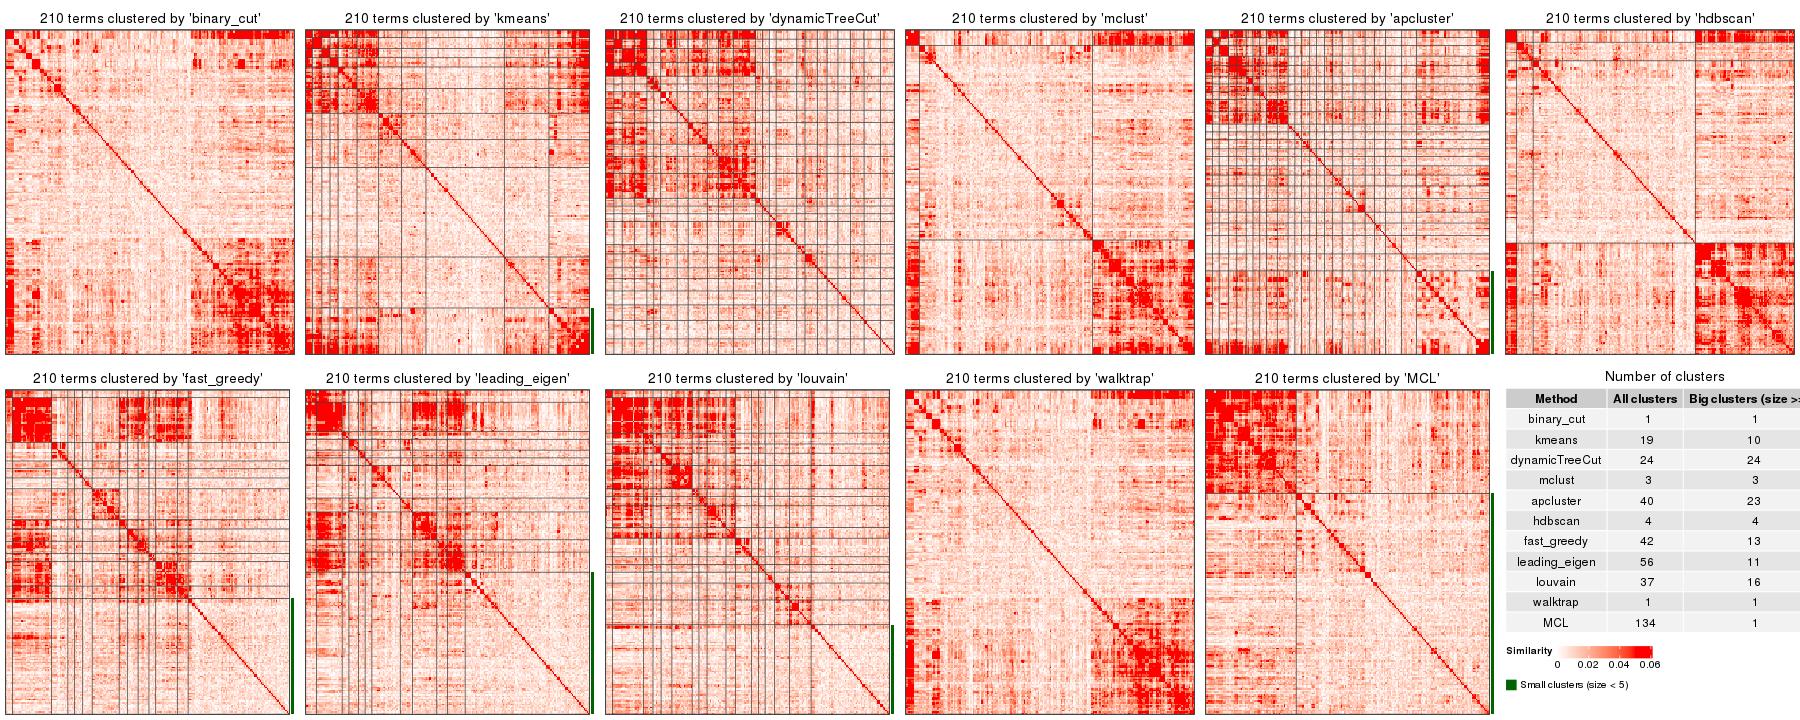 210 terms clustered by 'binary_cut'
210 terms clustered by 'kmeans'
210 terms clustered by 'dynamicTreeCut'
210 terms clustered by 'mclust'
210 terms clustered by 'apcluster'
210 terms clustered by 'hdbscan'
210 terms clustered by 'fast_greedy'
210 terms clustered by 'leading_eigen'
210 terms clustered by 'louvain'
210 terms clustered by 'walktrap'
210 terms clustered by 'MCL'
Number of clusters
Method All clusters Big clusters (size >=
binary_cut 1 1
kmeans 19 10
dynamicTreeCut 24 24
mclust 3 3
apcluster 40 23
hdbscan 4 4
fast_greedy 42 13
leading_eigen 56 11
louvain 37 16
walktrap 1 1
MCL 134 1
Similarity
0 0.02 0.04 0.06
Small clusters (size < 5)